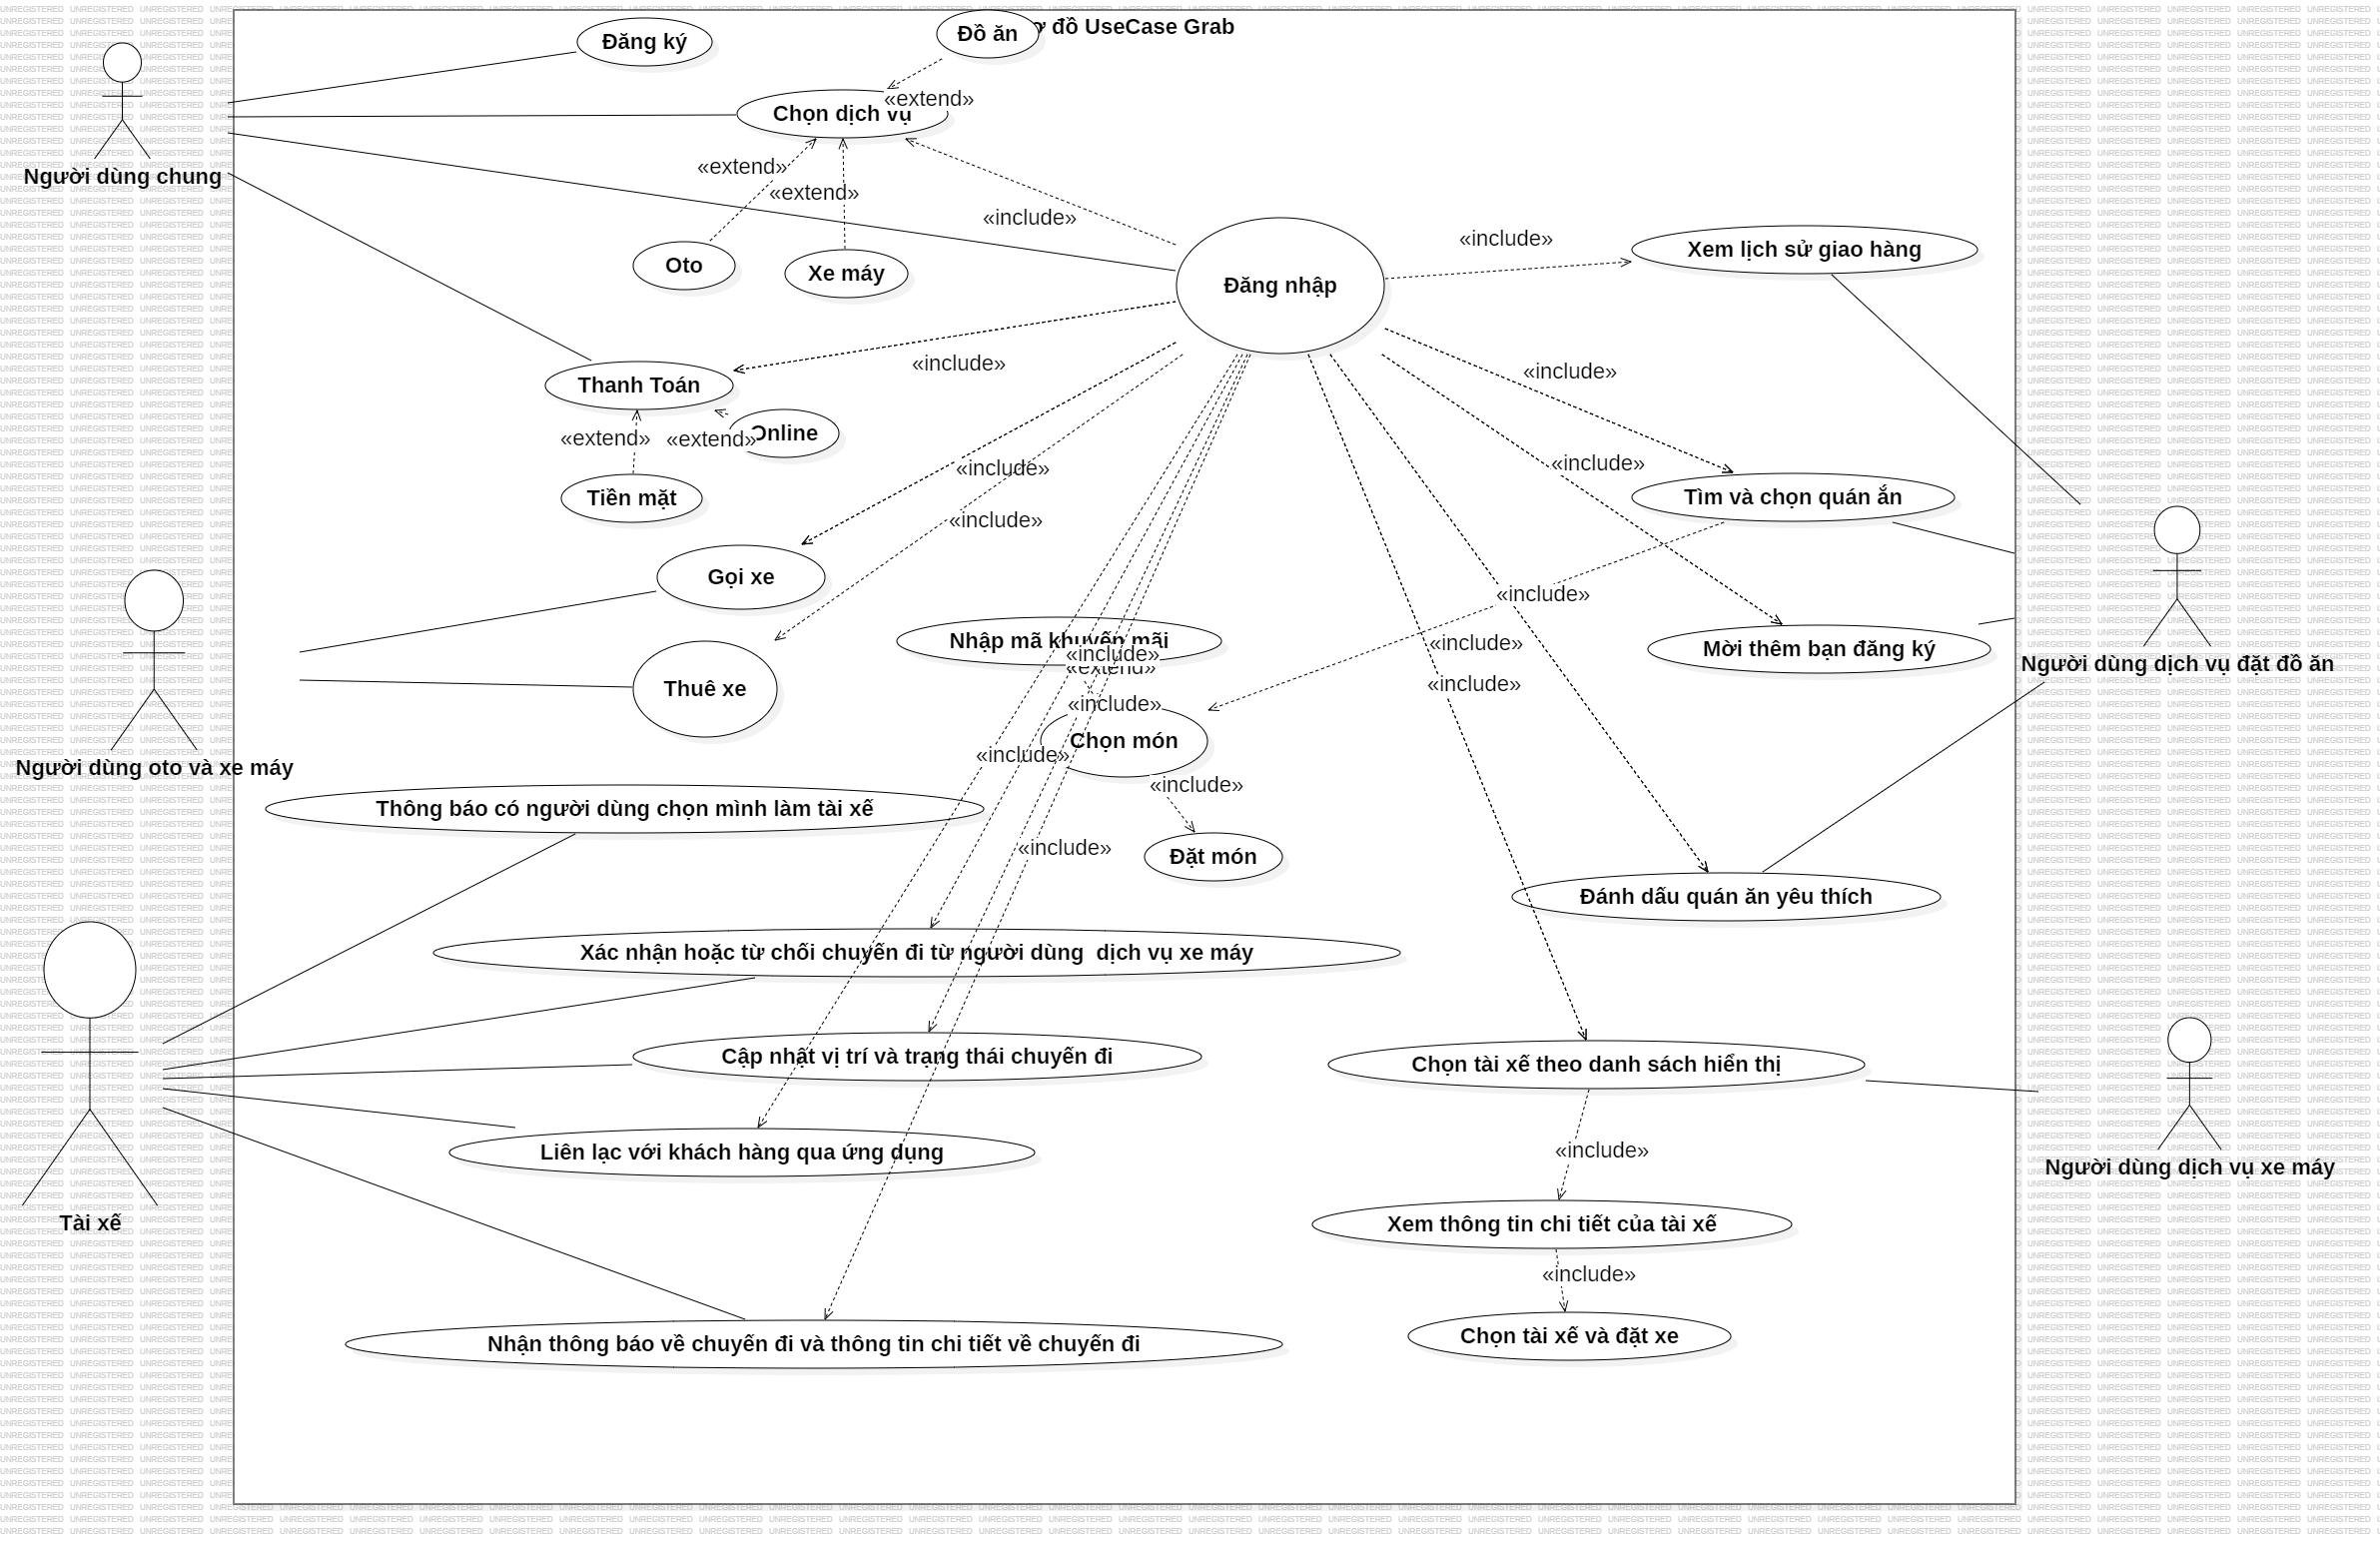 ơ đồ UseCase Grab
Đồ ăn
Đăng ký
«extend»
Chọn dịch vụ
«extend»
Người dùng chung
«extend»
«include»
«include»
Xem lịch sử giao hàng
Oto
Xe máy
Đăng nhập
«include»
«include»
Thanh Toán
Online
«extend»
«extend»
«include»
«include»
Tiền mặt
Tìm và chọn quán ắn
«include»
Gọi xe
«include»
Nhập mã khuyến mãi
«include»
«include»
Mời thêm bạn đăng ký
«extend»
Người dùng dịch vụ đặt đồ ăn
Thuê xe
«include»
«include»
Chọn món
«include»
Người dùng oto và xe máy
«include»
Thông báo có người dùng chọn mình làm tài xế
«include»
Đặt món
Đánh dấu quán ăn yêu thích
Xác nhận hoặc từ chối chuyến đi từ người dùng  dịch vụ xe máy
Cập nhật vị trí và trạng thái chuyến đi
Chọn tài xế theo danh sách hiển thị
Liên lạc với khách hàng qua ứng dụng
«include»
Người dùng dịch vụ xe máy
Tài xế
Xem thông tin chi tiết của tài xế
«include»
Chọn tài xế và đặt xe
Nhận thông báo về chuyến đi và thông tin chi tiết về chuyến đi
UNREGISTERED